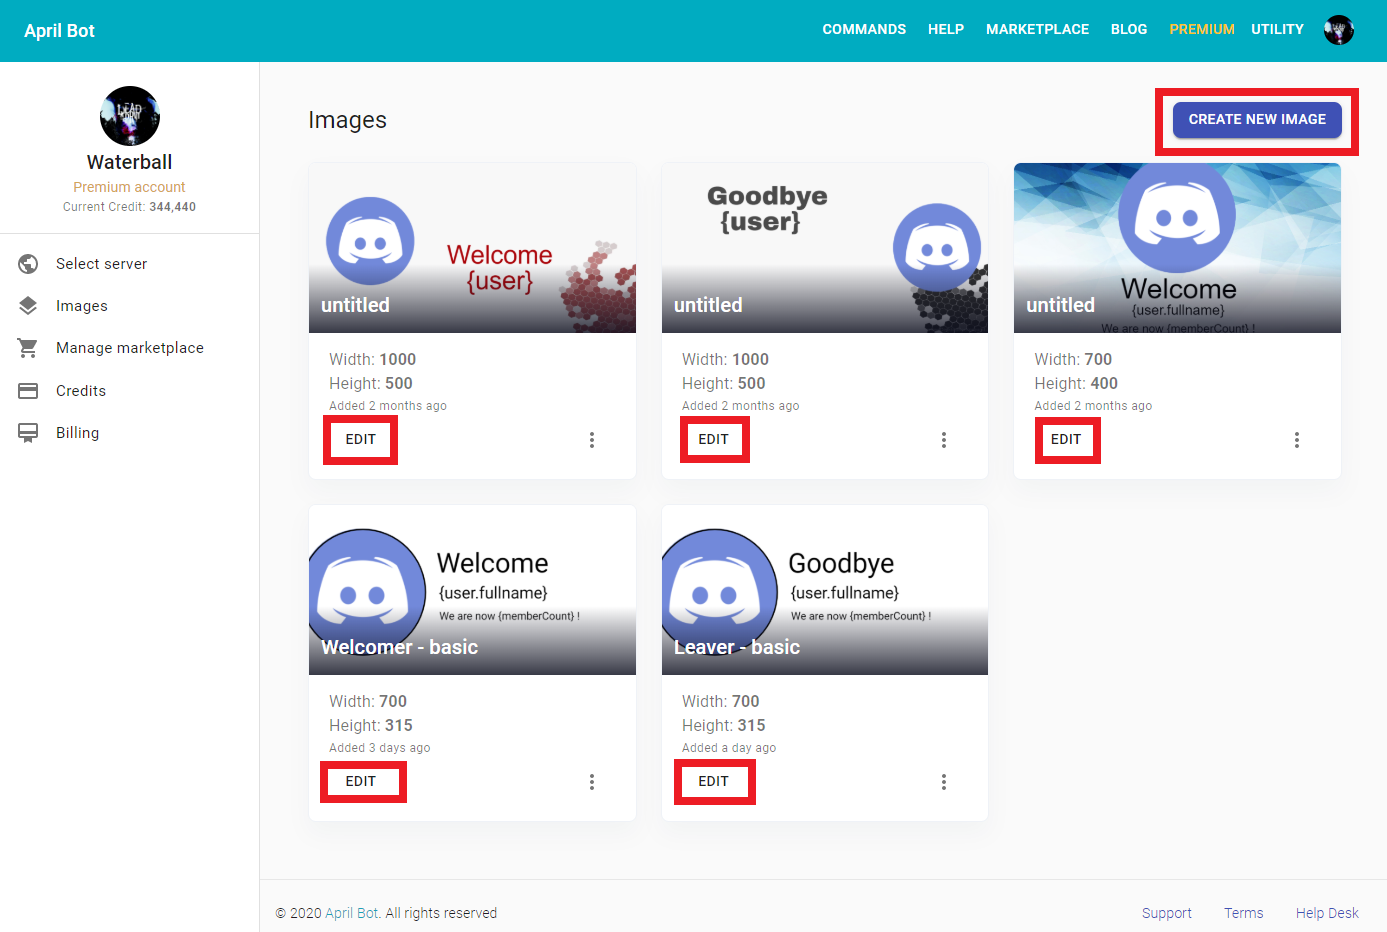 April Bot
COMMANDS HELP MARKETPLACE BLOG PREMIUM UTILITY
Waterball
Premium account
Current Credit: 344,440
Select server
Images
Manage marketplace
Credits
Billing
Images
CREATE NEW IMAGE
Welcome
{user}
untitled
Width: 1000
Height: 500
Added 2 months ago
EDIT
Goodbye
{user}
untitled
Width: 1000
Height: 500
Added 2 months ago
EDIT
Welcome
{user.fullname}
We are now {memberCount} !
untitled
Width: 700
Height: 400
Added 2 months ago
EDIT
Welcome
{user.fullname}
We are now {memberCount} !
Welcomer - basic
Width: 700
Height: 315
Added 3 days ago
EDIT
Goodbye
{user.fullname}
We are now {memberCount} !
Leaver - basic
Width: 700
Height: 315
Added a day ago
EDIT
© 2020 April Bot. All rights reserved
Support Terms Help Desk